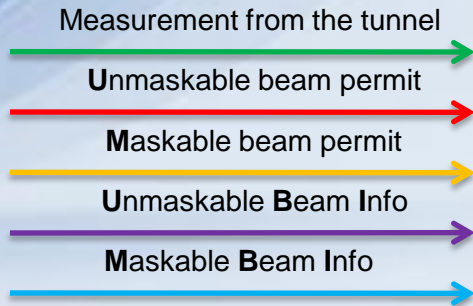 Measurement from the tunnel
Unmaskable beam permit
Maskable beam permit
Unmaskable Beam Info
Maskable Beam Info